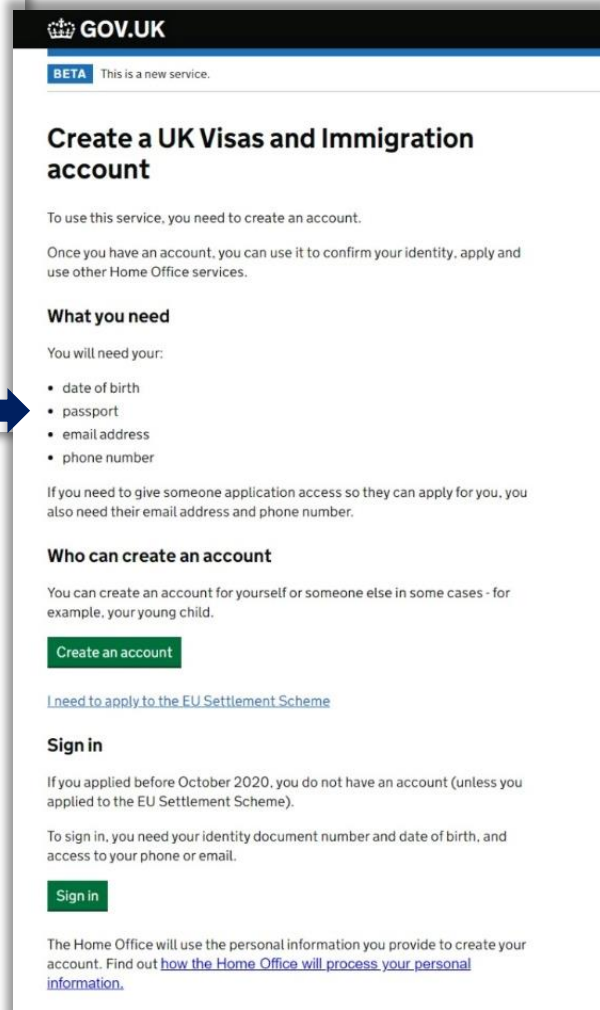 GOV.UK
BETA This is a new service.
Create a UK Visas and Immigration
account
To use this service, you need to create an account.
Once you have an account, you can use it to confirm your identity, apply and
use other Home Office services.
What you need
You will need your:
• date of birth
• passport
• email address
• phone number
If you need to give someone application access so they can apply for you, you
also need their email address and phone number.
Who can create an account
You can create an account for yourself or someone else in some cases - for
example, your young child.
Create an account
I need to apply to the EU Settlement Scheme
Sign in
If you applied before October 2020, you do not have an account (unless you
applied to the EU Settlement Scheme).
To sign in, you need your identity document number and date of birth, and
access to your phone or email.
Sign in
The Home Office will use the personal information you provide to create your
account. Find out how the Home Office will process your personal
information.